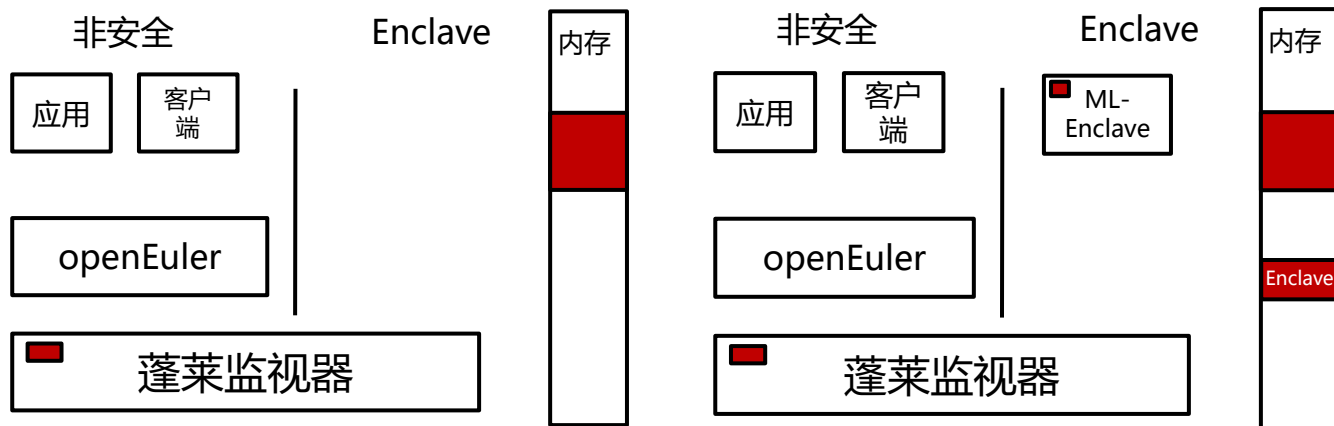 非安全
Enclave
内存
应用
客户
端
openEuler
蓬莱监视器
非安全
Enclave
内存
应用
客户
端
ML-
Enclave
openEuler
Enclave
蓬莱监视器